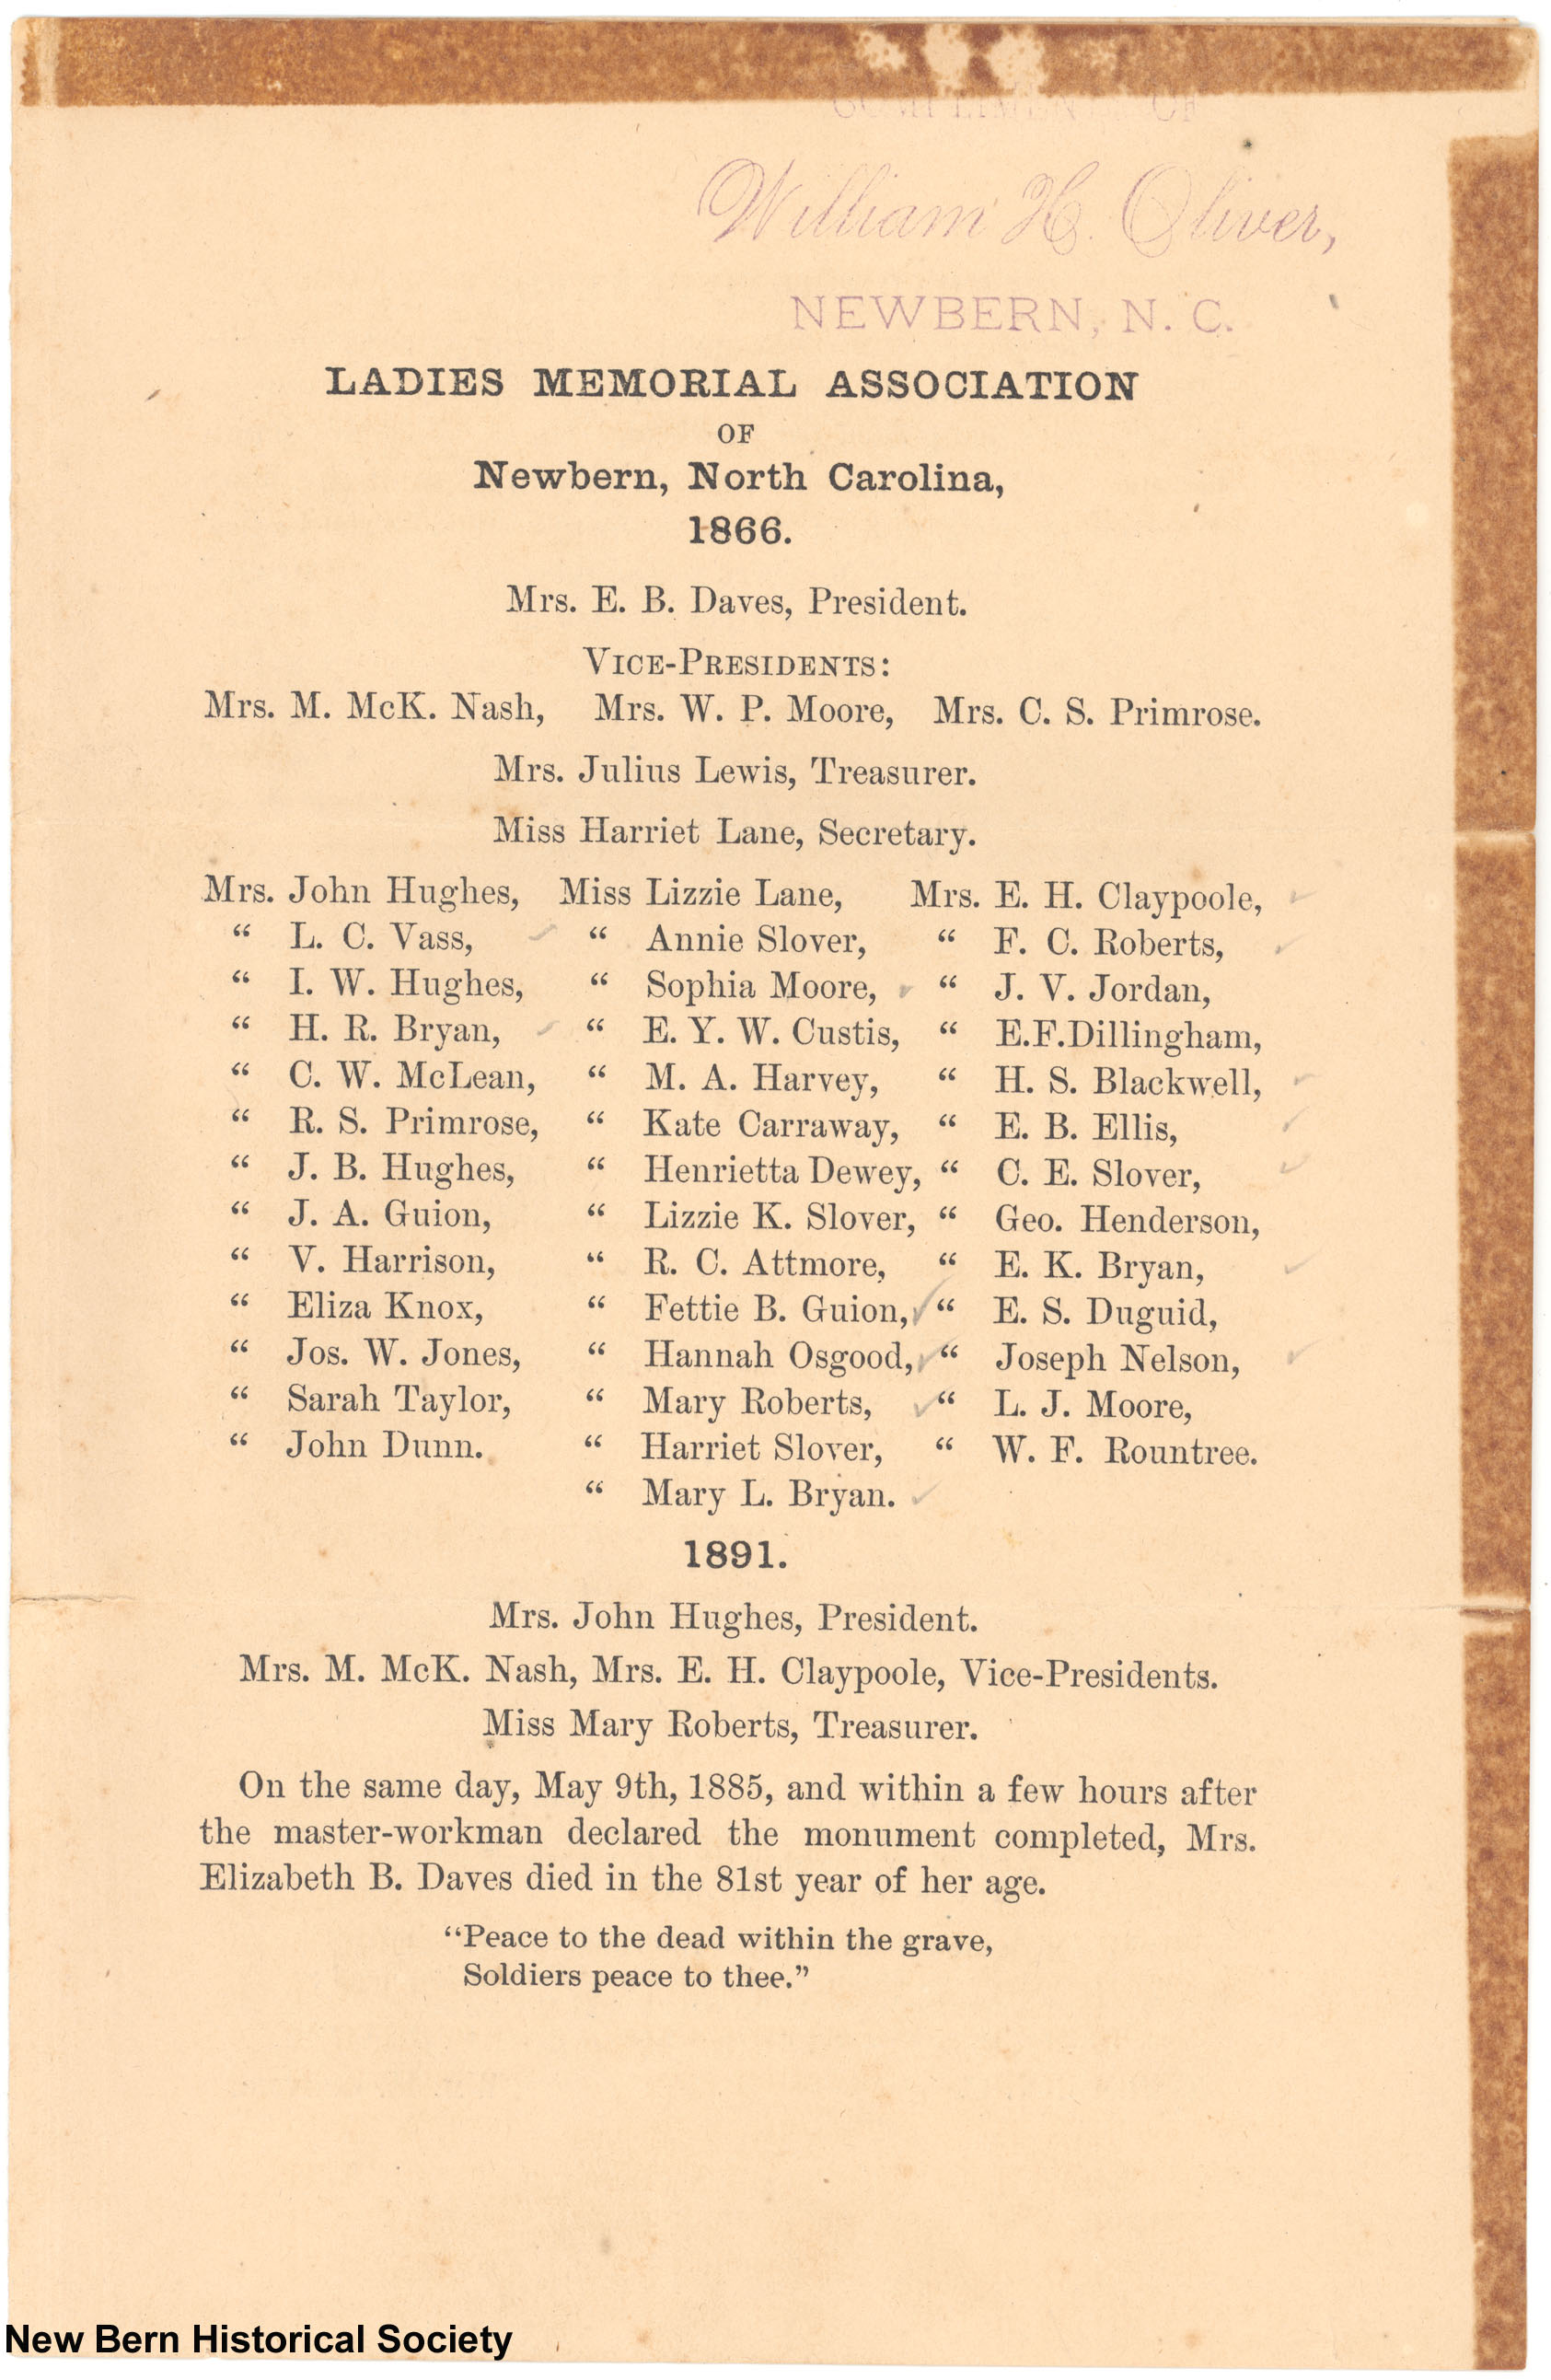 COMPLIMENTS OF
William H. Oliver,
NEWBERN, N. C.
LADIES MEMORIAL ASSOCIATION
OF
Newbern, North Carolina,
1866.
Mrs. E. B. Daves, President.
VICE-PRESIDENTS:
Mrs. M. McK. Nash, Mrs. W. P. Moore, Mrs. C. S. Primrose.
Mrs. Julius Lewis, Treasurer.
Miss Harriet Lane, Secretary.
Mrs. John Hughes, Miss Lizzie Lane, Mrs. E. H. Claypoole,
“ L. C. Vass, “ Annie Slover, “ F. C. Roberts,
“ I. W. Hughes, “ Sophia Moore, “ J. V. Jordan,
“ H. R. Bryan, “ E. Y. W. Custis, “ E.F.Dillingham,
“ C. W. McLean, “ M. A. Harvey, “ H. S. Blackwell,
“ R. S. Primrose, “ Kate Carraway, “ E. B. Ellis,
“ J. B. Hughes, “ Henrietta Dewey, “ C. E. Slover,
“ J. A. Guion, “ Lizzie K. Slover, “ Geo. Henderson,
“ V. Harrison, “ R. C. Attmore, “ E. K. Bryan,
“ Eliza Knox, “ Fettie B. Guion, “ E. S. Duguid,
“ Jos. W. Jones, “ Hannah Osgood, “ Joseph Nelson,
“ Sarah Taylor, “ Mary Roberts, “ L. J. Moore,
“ John Dunn. “ Harriet Slover, “ W. F. Rountree.
“ Mary L. Bryan.
1891.
Mrs. John Hughes, President.
Mrs. M. McK. Nash, Mrs. E. H. Claypoole, Vice-Presidents.
Miss Mary Roberts, Treasurer.
On the same day, May 9th, 1885, and within a few hours after
the master-workman declared the monument completed, Mrs.
Elizabeth B. Daves died in the 81st year of her age.
“Peace to the dead within the grave,
Soldiers peace to thee.”
New Bern Historical Society